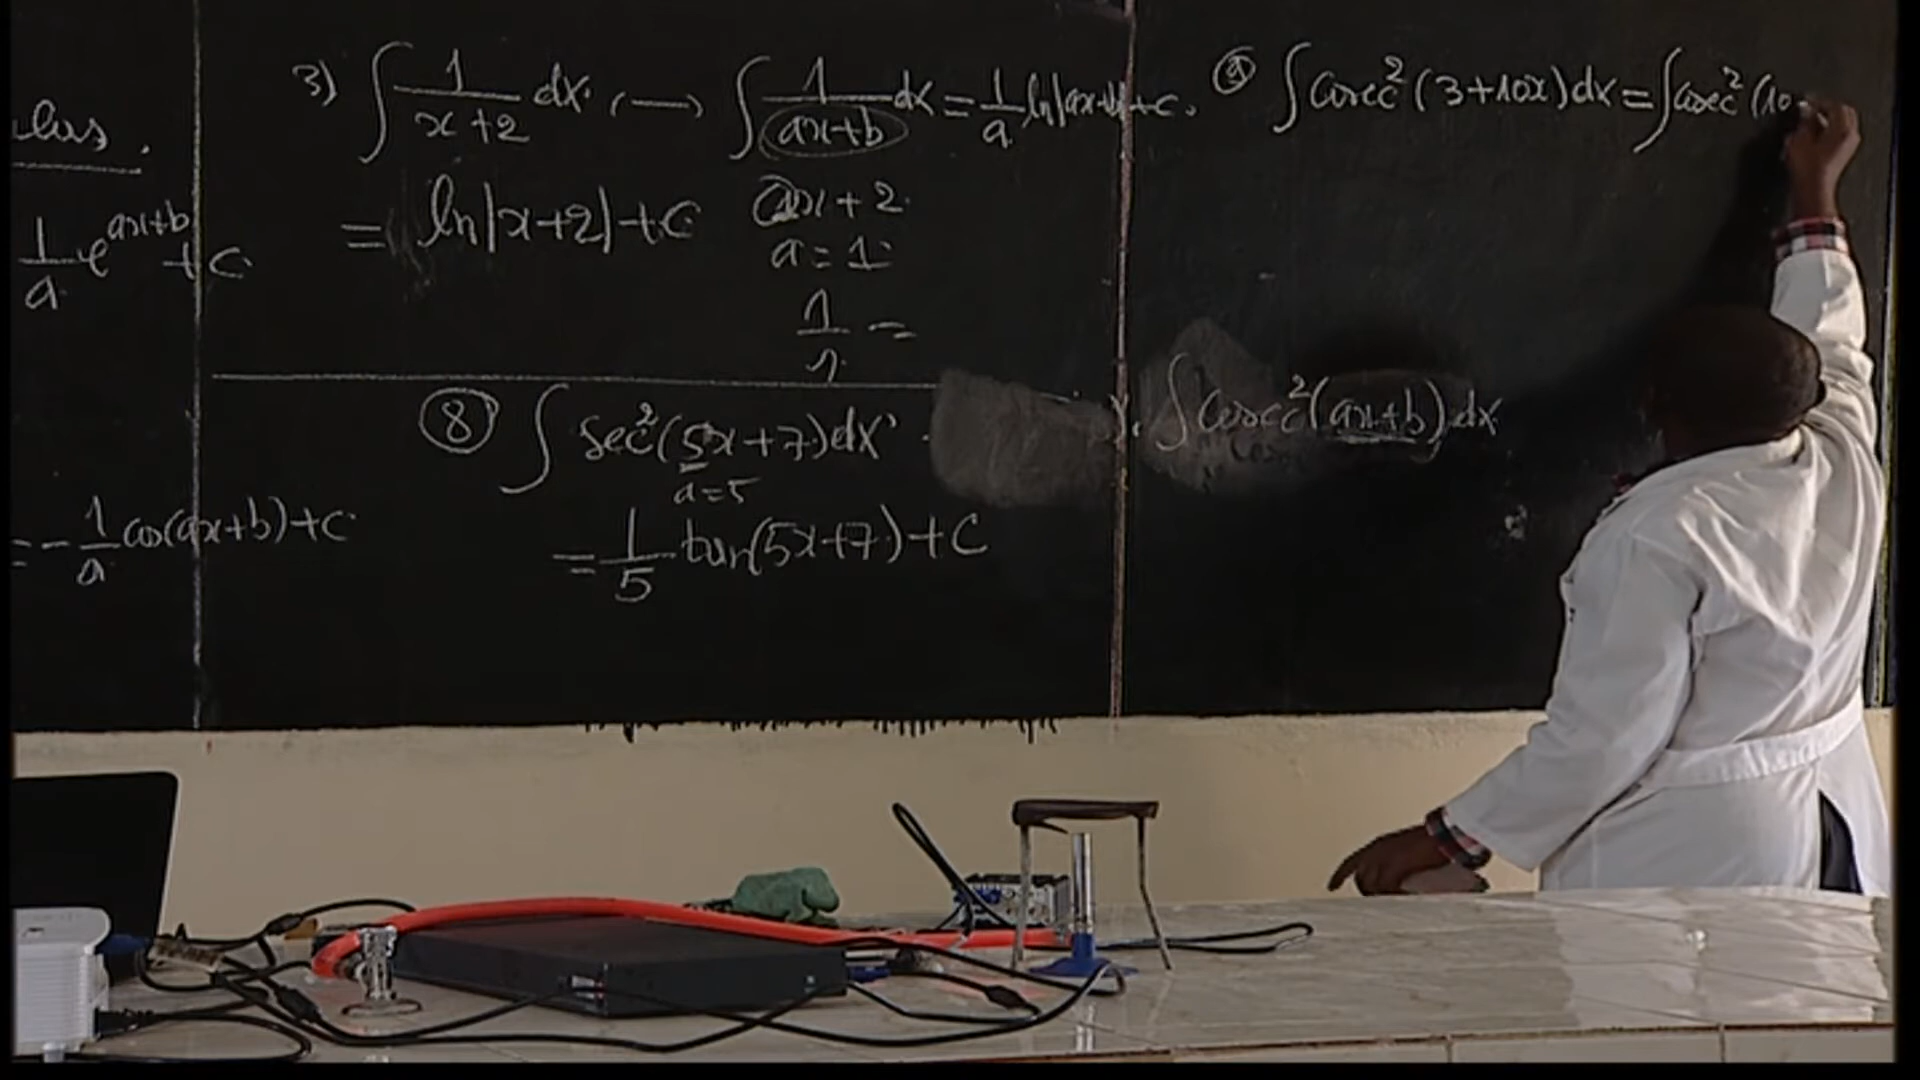 lus.
1/a e^(ax+b) + c
= -1/a cos(ax+b) + C
3) ∫ 1/(x+2) dx. → ∫ 1/(ax+b) dx = 1/a ln|ax+b| + c.
= ln|x+2| + C
ax + 2
a = 1
1/1 =
⑧ ∫ sec²(5x+7)dx
a = 5
= 1/5 tan(5x+7) + C
⑨ ∫ cosec²(3+10x)dx = ∫ cosec²(10
∫ cosec²(ax+b)dx